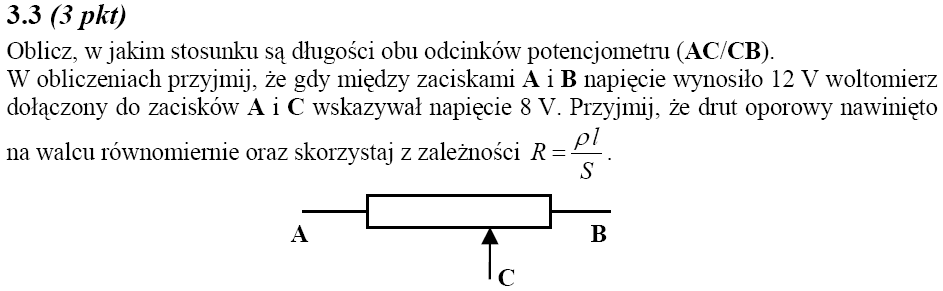 3.3 (3 pkt)
Oblicz, w jakim stosunku są długości obu odcinków potencjometru (AC/CB).
W obliczeniach przyjmij, że gdy między zaciskami A i B napięcie wynosiło 12 V woltomierz
dołączony do zacisków A i C wskazywał napięcie 8 V. Przyjmij, że drut oporowy nawinięto
na walcu równomiernie oraz skorzystaj z zależności R = ρl/S.
A B
C